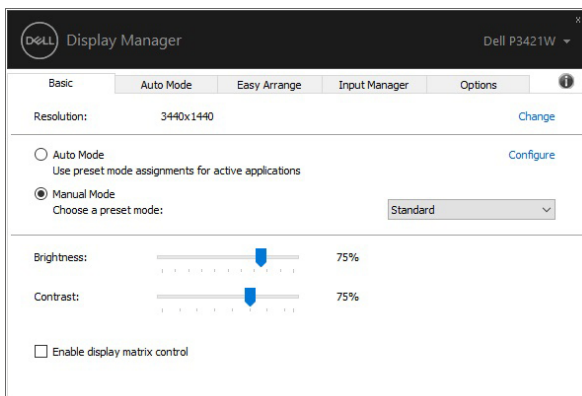 x
DELL Display Manager Dell P3421W
Basic Auto Mode Easy Arrange Input Manager Options i
Resolution: 3440x1440 Change
Auto Mode Configure
Use preset mode assignments for active applications
Manual Mode
Choose a preset mode: Standard
Brightness: 75%
Contrast: 75%
Enable display matrix control